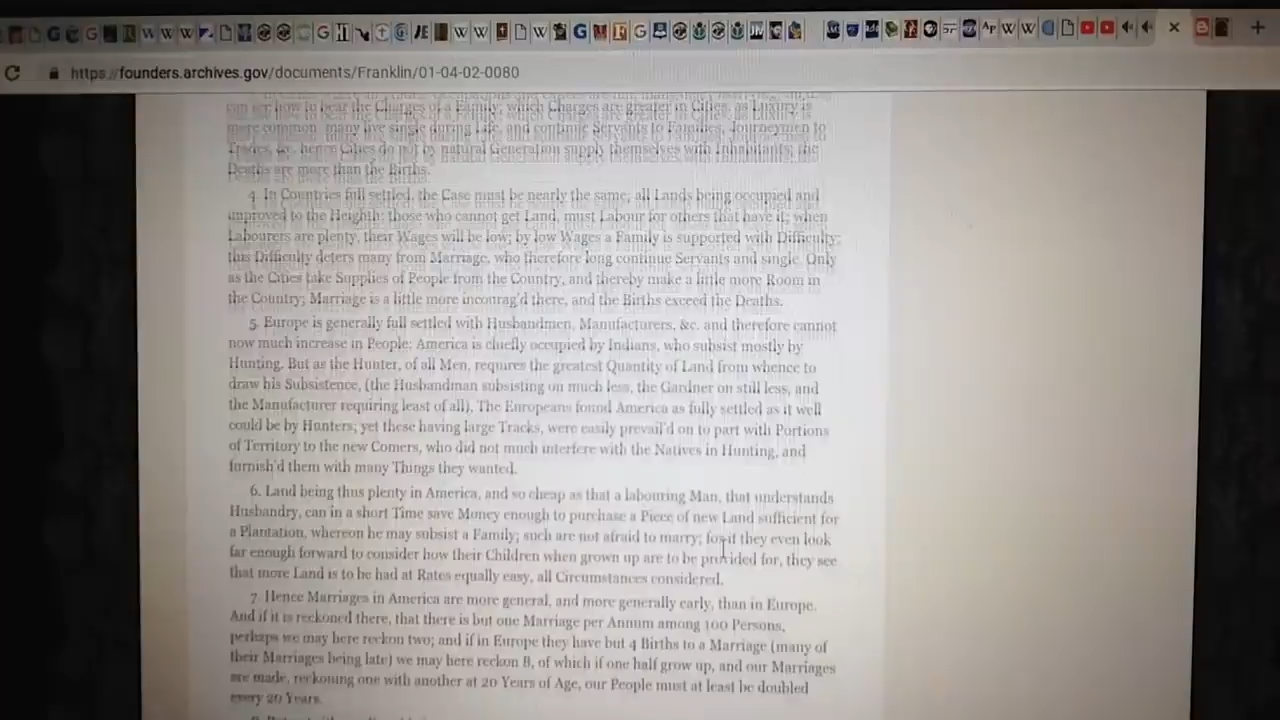 https://founders.archives.gov/documents/Franklin/01-04-02-0080
can see how to bear the Charges of a Family; which Charges are greater in Cities, as Luxury is
more common: many live single during Life, and continue Servants to Families, Journeymen to
Trades, &c. hence Cities do not by natural Generation supply themselves with Inhabitants; the
Deaths are more than the Births.
4. In Countries full settled, the Case must be nearly the same; all Lands being occupied and
improved to the Heighth: those who cannot get Land, must Labour for others that have it; when
Labourers are plenty, their Wages will be low; by low Wages a Family is supported with Difficulty;
this Difficulty deters many from Marriage, who therefore long continue Servants and single. Only
as the Cities take Supplies of People from the Country, and thereby make a little more Room in
the Country; Marriage is a little more incourag'd there, and the Births exceed the Deaths.
5. Europe is generally full settled with Husbandmen, Manufacturers, &c. and therefore cannot
now much increase in People: America is chiefly occupied by Indians, who subsist mostly by
Hunting. But as the Hunter, of all Men, requires the greatest Quantity of Land from whence to
draw his Subsistence, (the Husbandman subsisting on much less, the Gardner on still less, and
the Manufacturer requiring least of all), The Europeans found America as fully settled as it well
could be by Hunters; yet these having large Tracks, were easily prevail'd on to part with Portions
of Territory to the new Comers, who did not much interfere with the Natives in Hunting, and
furnish'd them with many Things they wanted.
6. Land being thus plenty in America, and so cheap as that a labouring Man, that understands
Husbandry, can in a short Time save Money enough to purchase a Piece of new Land sufficient for
a Plantation, whereon he may subsist a Family; such are not afraid to marry; for if they even look
far enough forward to consider how their Children when grown up are to be provided for, they see
that more Land is to be had at Rates equally easy, all Circumstances considered.
7. Hence Marriages in America are more general, and more generally early, than in Europe.
And if it is reckoned there, that there is but one Marriage per Annum among 100 Persons,
perhaps we may here reckon two; and if in Europe they have but 4 Births to a Marriage (many of
their Marriages being late) we may here reckon 8, of which if one half grow up, and our Marriages
are made, reckoning one with another at 20 Years of Age, our People must at least be doubled
every 20 Years.